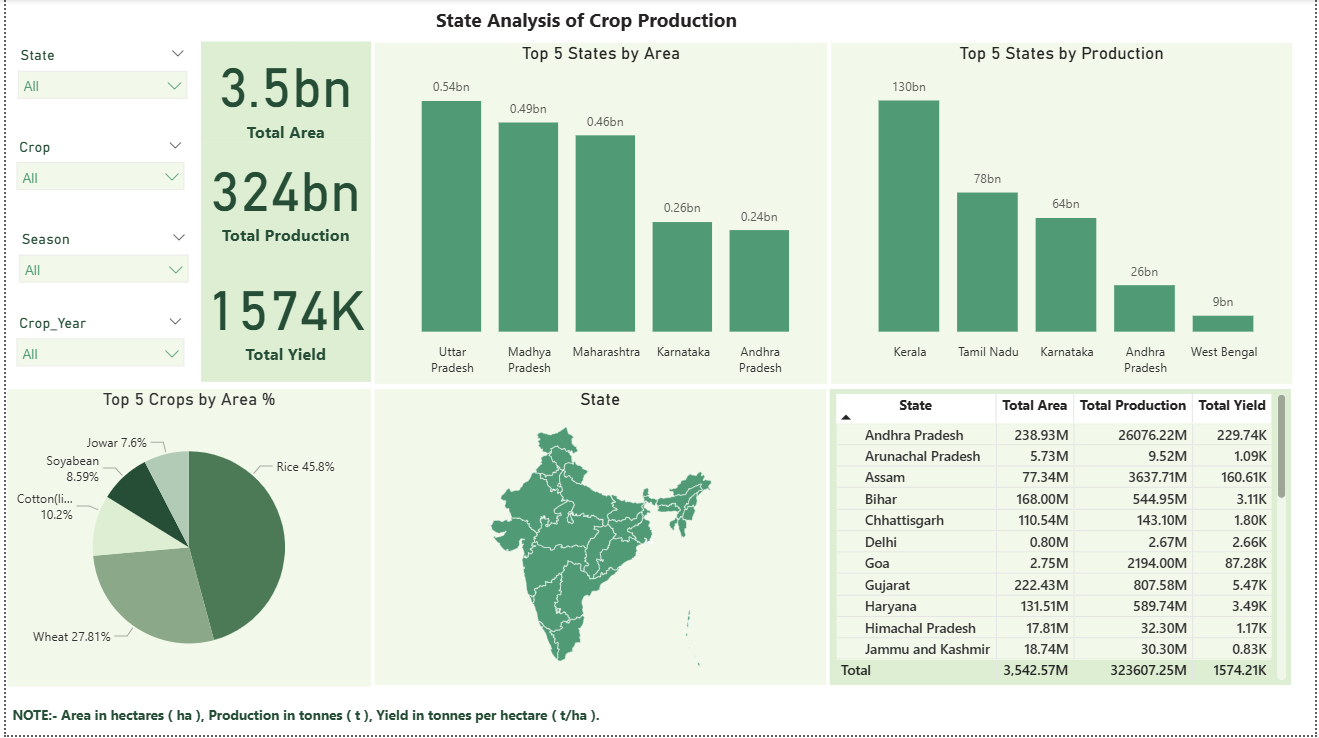 State Analysis of Crop Production
State
All
Crop
All
Season
All
Crop_Year
All
3.5bn
Total Area
324bn
Total Production
1574K
Total Yield
Top 5 States by Area
0.54bn
0.49bn
0.46bn
0.26bn
0.24bn
Uttar
Pradesh
Madhya
Pradesh
Maharashtra
Karnataka
Andhra
Pradesh
Top 5 States by Production
130bn
78bn
64bn
26bn
9bn
Kerala
Tamil Nadu
Karnataka
Andhra
Pradesh
West Bengal
Top 5 Crops by Area %
Jowar 7.6%
Soyabean
8.59%
Cotton(li...
10.2%
Wheat 27.81%
Rice 45.8%
State
State Total Area Total Production Total Yield
Andhra Pradesh 238.93M 26076.22M 229.74K
Arunachal Pradesh 5.73M 9.52M 1.09K
Assam 77.34M 3637.71M 160.61K
Bihar 168.00M 544.95M 3.11K
Chhattisgarh 110.54M 143.10M 1.80K
Delhi 0.80M 2.67M 2.66K
Goa 2.75M 2194.00M 87.28K
Gujarat 222.43M 807.58M 5.47K
Haryana 131.51M 589.74M 3.49K
Himachal Pradesh 17.81M 32.30M 1.17K
Jammu and Kashmir 18.74M 30.30M 0.83K
Total 3,542.57M 323607.25M 1574.21K
NOTE:- Area in hectares ( ha ), Production in tonnes ( t ), Yield in tonnes per hectare ( t/ha ).